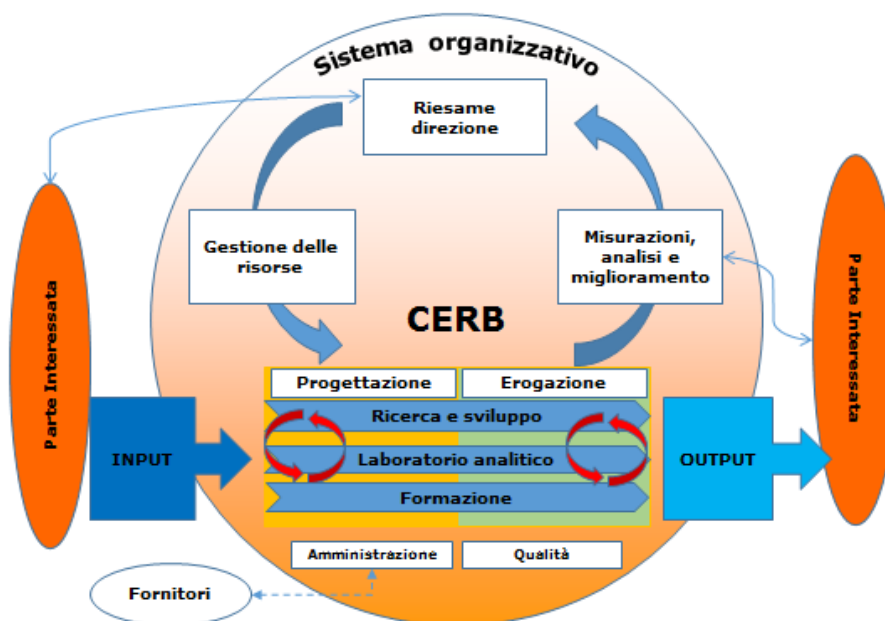 Sistema organizzativo
Riesame
direzione
Gestione delle
risorse
Misurazioni,
analisi e
miglioramento
CERB
Parte Interessata
Parte Interessata
Progettazione
Erogazione
Ricerca e sviluppo
INPUT
Laboratorio analitico
OUTPUT
Formazione
Amministrazione
Qualità
Fornitori